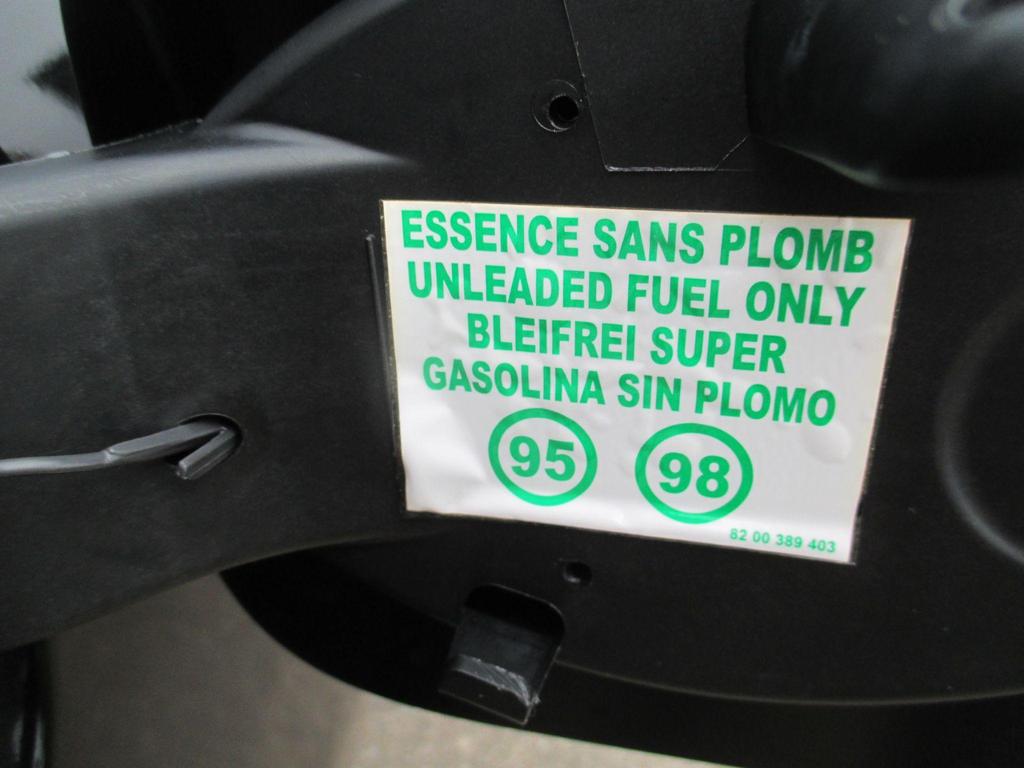 ESSENCE SANS PLOMB
UNLEADED FUEL ONLY
BLEIFREI SUPER
GASOLINA SIN PLOMO
95 98
82 00 389 403